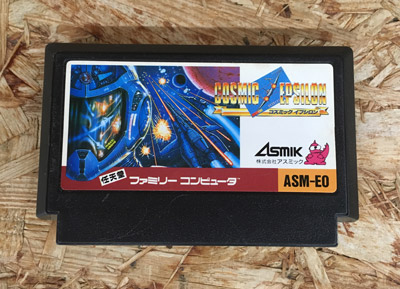 COSMIC EPSILON
コズミック イプシロン
ASMIK
株式会社アスミック
任天堂
ファミリー コンピュータ
ASM-EO